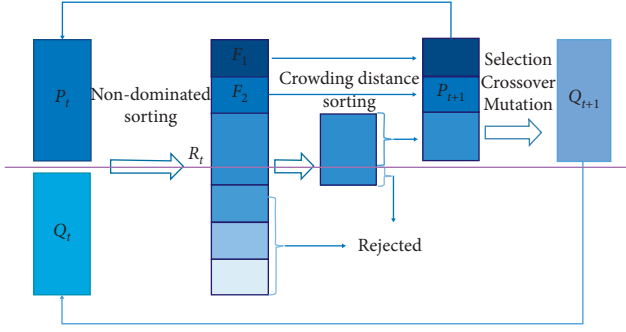 P_t
Non-dominated
sorting
R_t
F_1
F_2
Crowding distance
sorting
P_{t+1}
Selection
Crossover
Mutation
Q_{t+1}
Q_t
Rejected